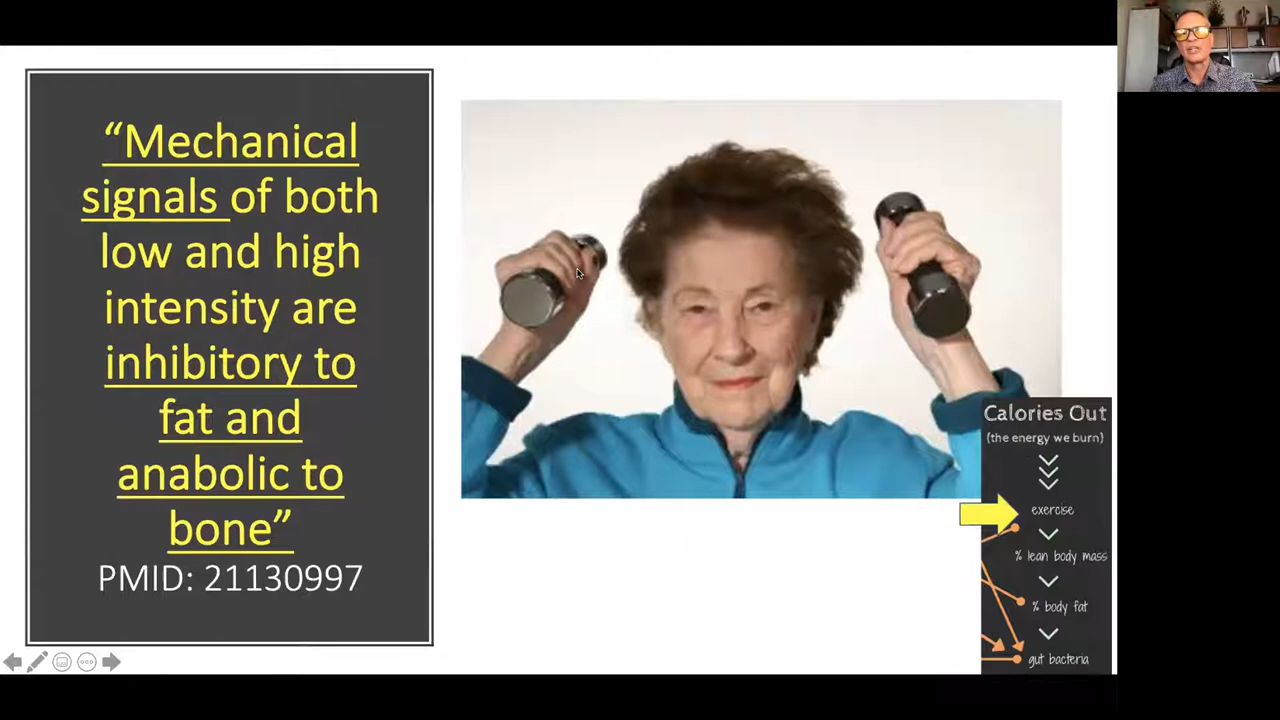 “Mechanical
signals of both
low and high
intensity are
inhibitory to
fat and
anabolic to
bone”
PMID: 21130997
Calories Out
(the energy we burn)
exercise
% lean body mass
% body fat
gut bacteria